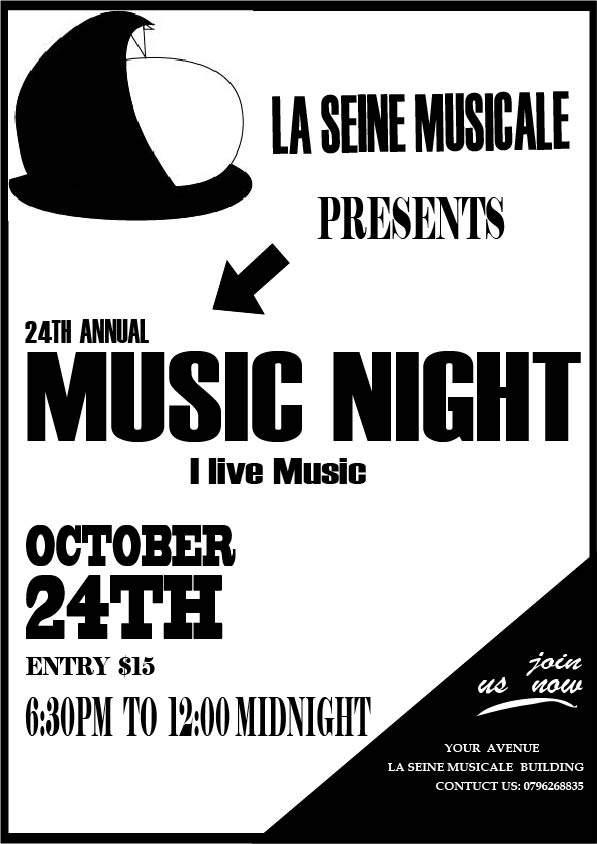 LA SEINE MUSICALE
PRESENTS
24TH ANNUAL
MUSIC NIGHT
I live Music
OCTOBER
24TH
ENTRY $15
6:30PM TO 12:00 MIDNIGHT
join
us now
YOUR AVENUE
LA SEINE MUSICALE BUILDING
CONTUCT US: 0796268835